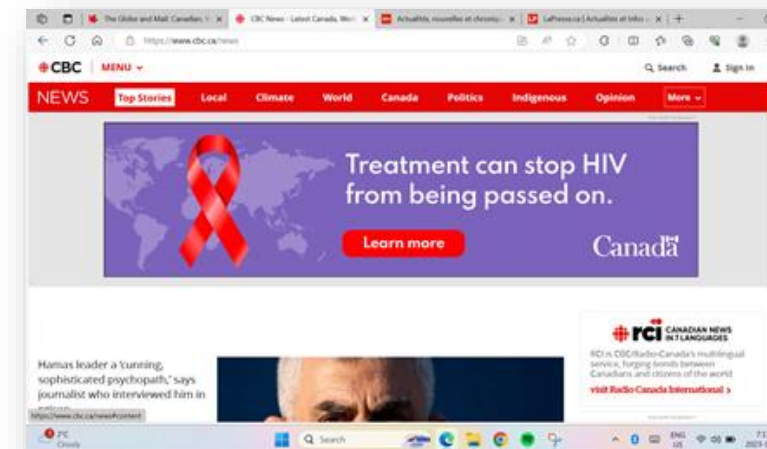 The Globe and Mail: Canadian,
CBC News - Latest Canada, World
Actualités, nouvelles et chroniq
LaPresse.ca | Actualités et Infos
https://www.cbc.ca/news
CBC MENU Search Sign In
NEWS Top Stories Local Climate World Canada Politics Indigenous Opinion More
ADVERTISEMENT
Treatment can stop HIV
from being passed on.
Learn more
Canada
rci CANADIAN NEWS
IN 7 LANGUAGES
RCI is CBC/Radio-Canada's multilingual
service, forging bonds between
Canadians and citizens of the world
visit Radio Canada International >
Hamas leader a 'cunning,
sophisticated psychopath,' says
journalist who interviewed him in
prison
https://www.cbc.ca/news#content
2°C
Cloudy
Search
ENG
US